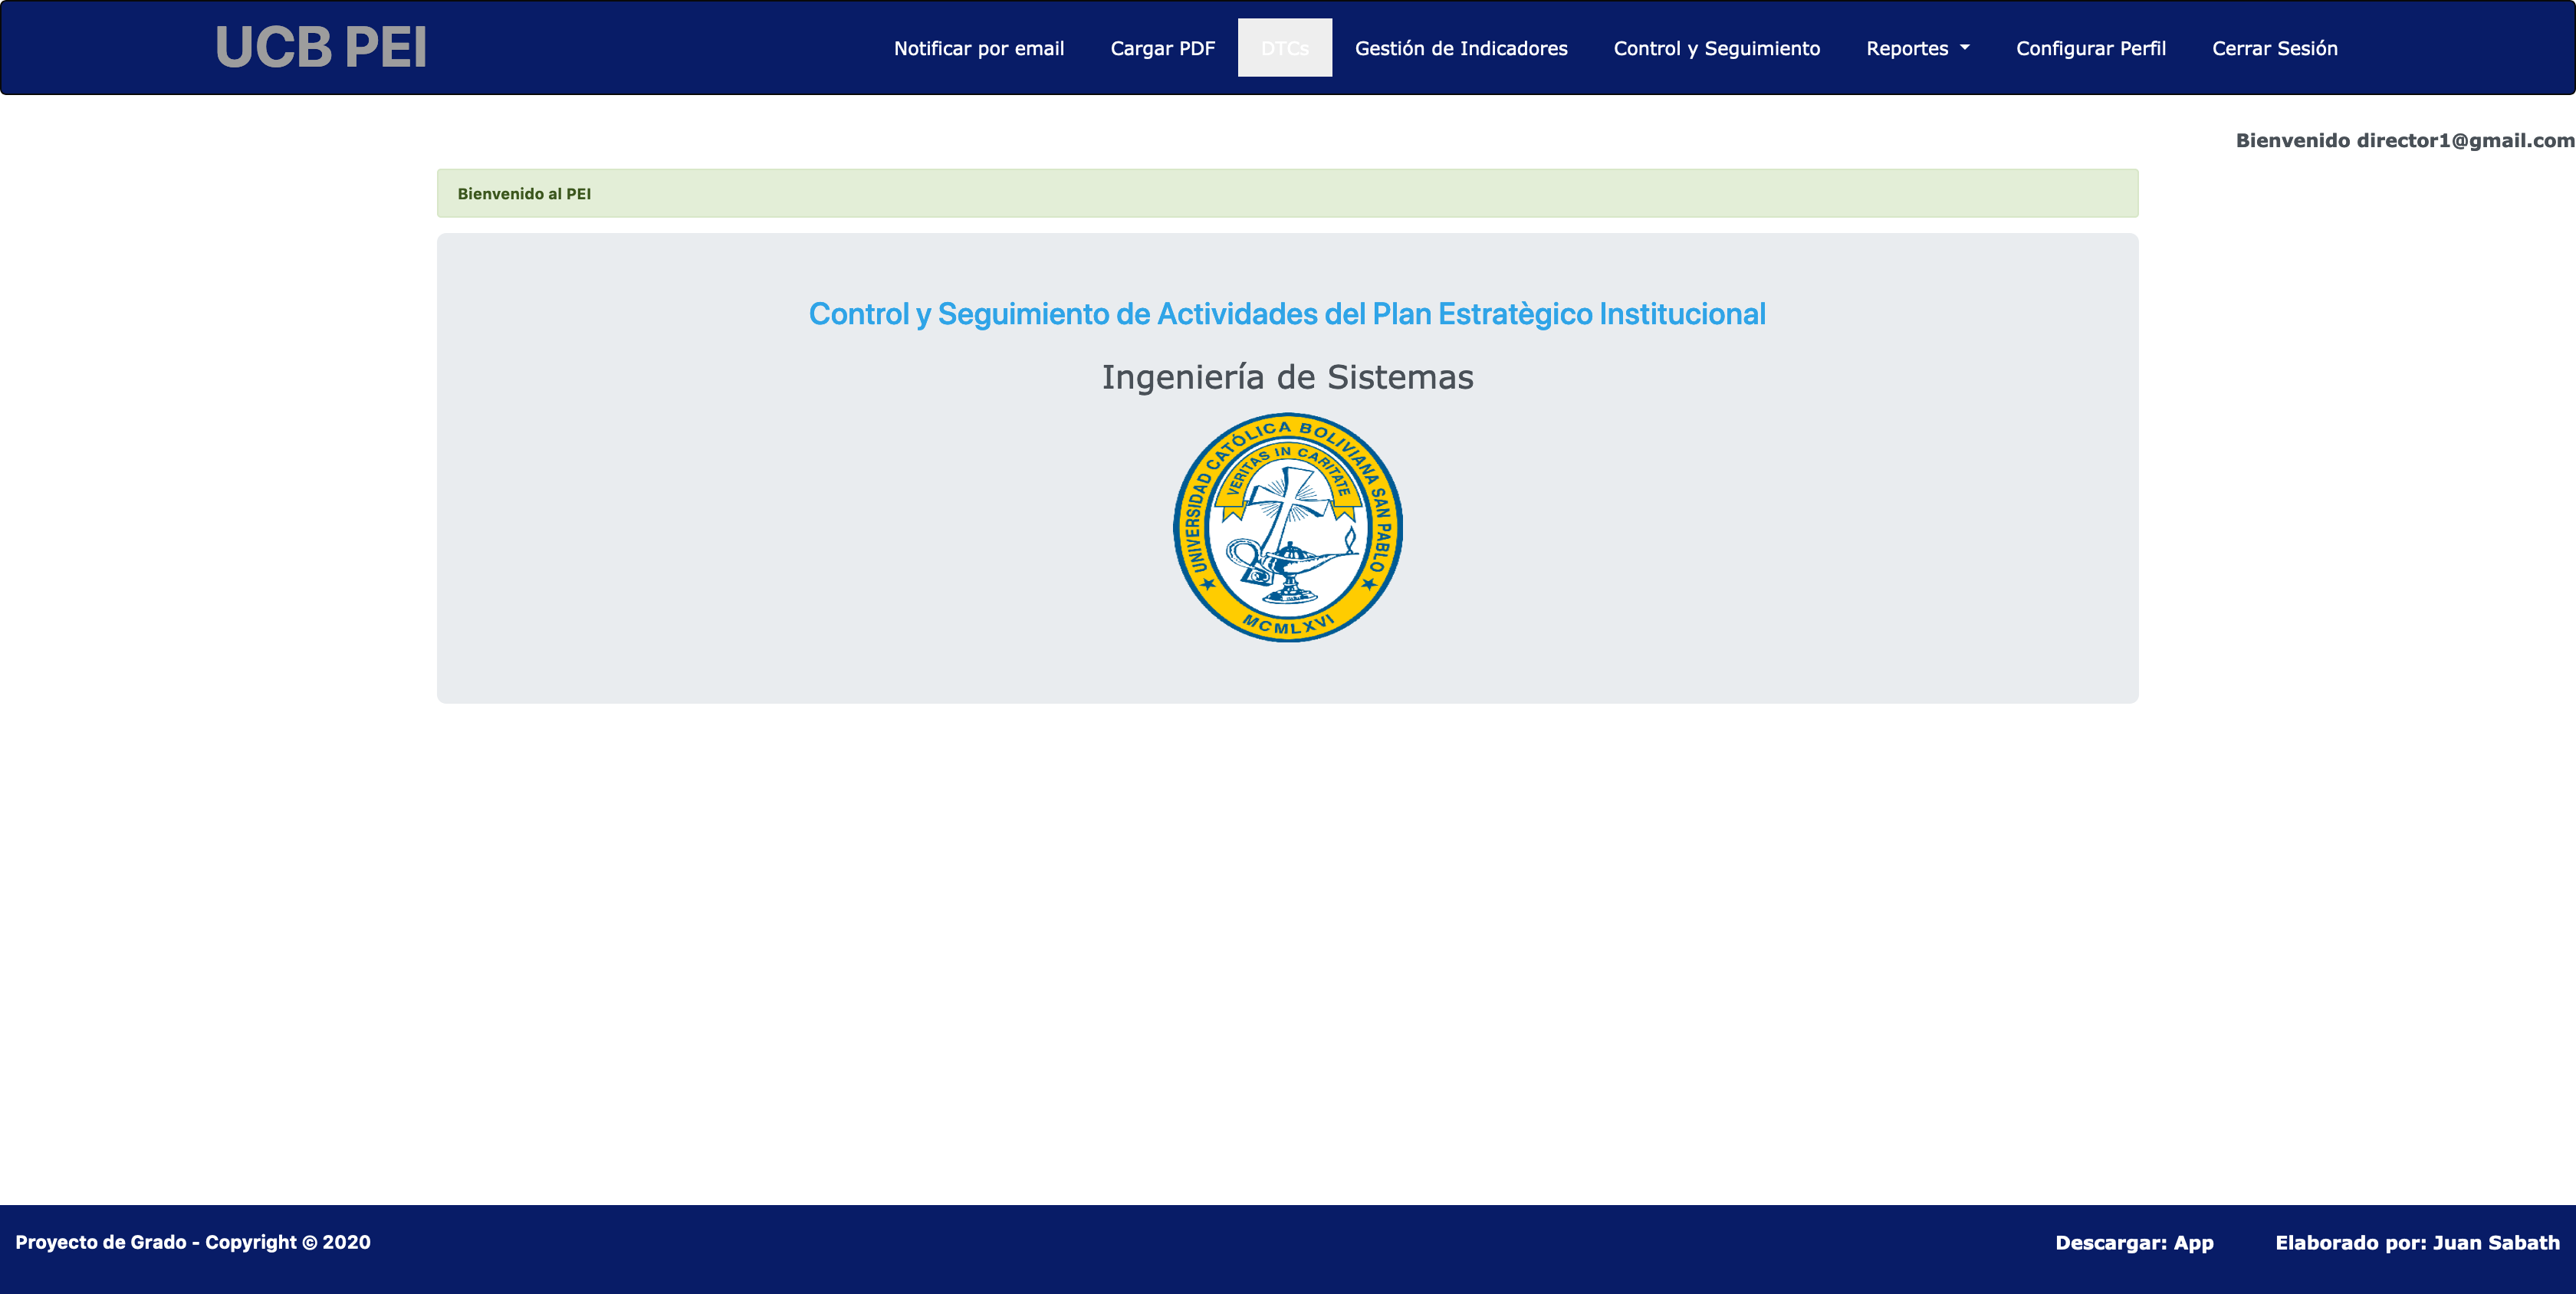 UCB PEI
Notificar por email
Cargar PDF
DTCs
Gestión de Indicadores
Control y Seguimiento
Reportes
Configurar Perfil
Cerrar Sesión
Bienvenido director1@gmail.com
Bienvenido al PEI
Control y Seguimiento de Actividades del Plan Estratègico Institucional
Ingeniería de Sistemas
UNIVERSIDAD CATÓLICA BOLIVIANA SAN PABLO
VERITAS IN CARITATE
MCMLXVI
Proyecto de Grado - Copyright © 2020
Descargar: App
Elaborado por: Juan Sabath